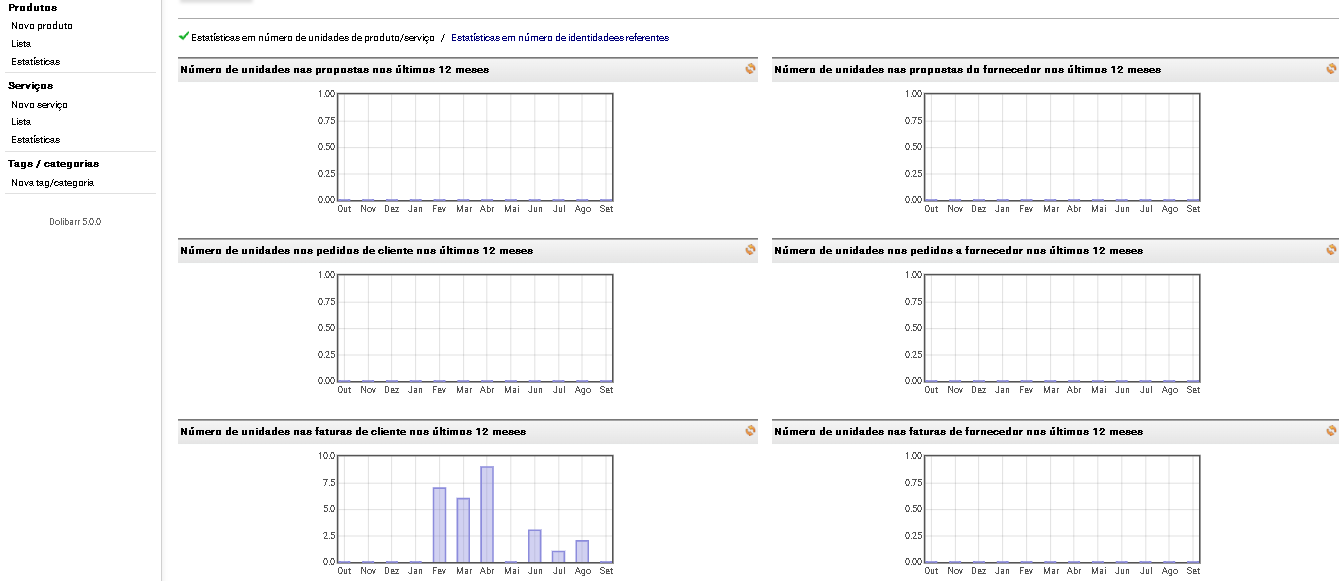 Produtos
Novo produto
Lista
Estatísticas
Serviços
Novo serviço
Lista
Estatísticas
Tags / categorias
Nova tag/categoria
Dolibarr 5.0.0
Estatísticas em número de unidades de produto/serviço / Estatísticas em número de identidadees referentes
Número de unidades nas propostas nos últimos 12 meses
1.00
0.75
0.50
0.25
0.00
Out Nov Dez Jan Fev Mar Abr Mai Jun Jul Ago Set
Número de unidades nas propostas do fornecedor nos últimos 12 meses
1.00
0.75
0.50
0.25
0.00
Out Nov Dez Jan Fev Mar Abr Mai Jun Jul Ago Set
Número de unidades nos pedidos de cliente nos últimos 12 meses
1.00
0.75
0.50
0.25
0.00
Out Nov Dez Jan Fev Mar Abr Mai Jun Jul Ago Set
Número de unidades nos pedidos a fornecedor nos últimos 12 meses
1.00
0.75
0.50
0.25
0.00
Out Nov Dez Jan Fev Mar Abr Mai Jun Jul Ago Set
Número de unidades nas faturas de cliente nos últimos 12 meses
10.0
7.5
5.0
2.5
0.0
Out Nov Dez Jan Fev Mar Abr Mai Jun Jul Ago Set
Número de unidades nas faturas de fornecedor nos últimos 12 meses
1.00
0.75
0.50
0.25
0.00
Out Nov Dez Jan Fev Mar Abr Mai Jun Jul Ago Set